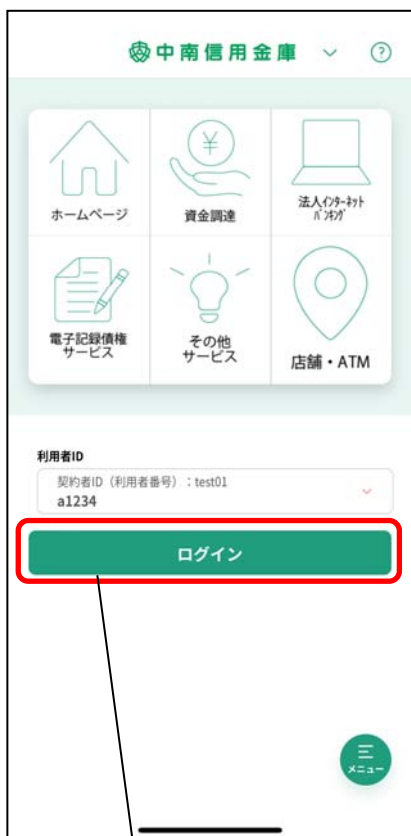 中南信用金庫
?
ホームページ
¥
資金調達
法人ｲﾝﾀｰﾈｯﾄ
ﾊﾞﾝｷﾝｸﾞ
電子記録債権
サービス
その他
サービス
店舗・ATM
利用者ID
契約者ID（利用者番号）：test01
a1234
ログイン
メニュー